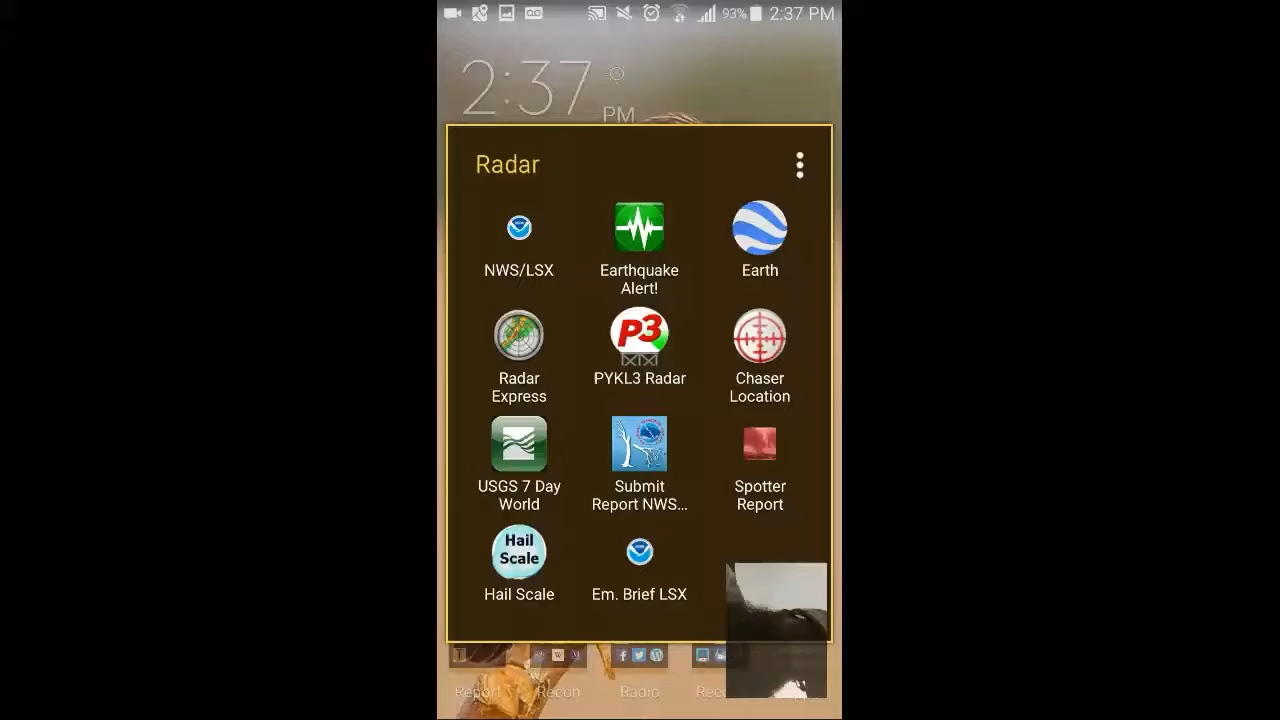 93% 2:37 PM
2:37
PM
Radar
NWS/LSX
Earthquake
Alert!
Earth
Radar
Express
P3
PYKL3 Radar
Chaser
Location
USGS 7 Day
World
Submit
Report NWS...
Spotter
Report
Hail
Scale
Hail Scale
Em. Brief LSX
Report
Recon
Radio